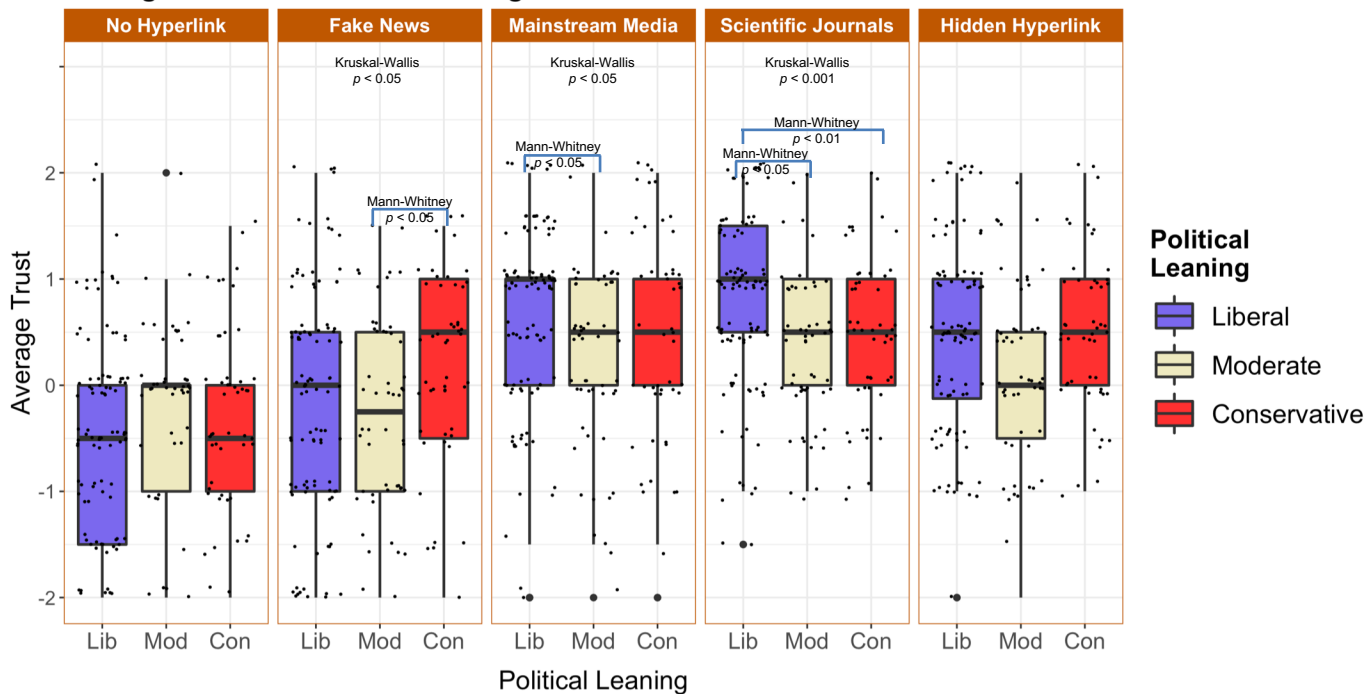 No Hyperlink
Fake News
Mainstream Media
Scientific Journals
Hidden Hyperlink
Kruskal-Wallis
p < 0.05
Kruskal-Wallis
p < 0.05
Kruskal-Wallis
p < 0.001
Mann-Whitney
p < 0.01
Mann-Whitney
p < 0.05
Mann-Whitney
p < 0.05
Mann-Whitney
p < 0.05
Average Trust
2
1
0
-1
-2
Lib Mod Con
Lib Mod Con
Lib Mod Con
Lib Mod Con
Lib Mod Con
Political Leaning
Political
Leaning
Liberal
Moderate
Conservative